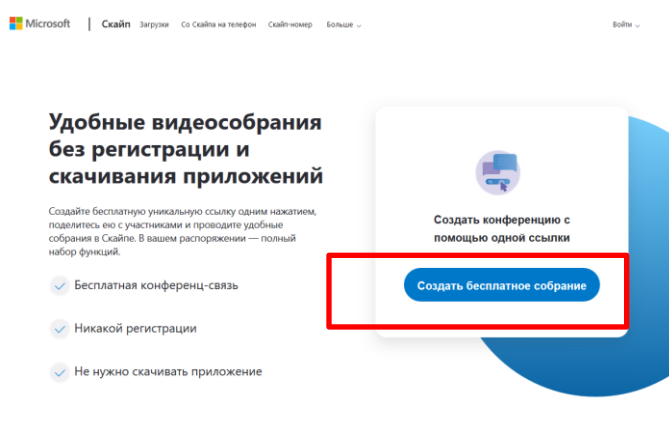 Microsoft | Скайп Загрузки Со Скайпа на телефон Скайп-номер Больше Войти
Удобные видеособрания
без регистрации и
скачивания приложений
Создайте бесплатную уникальную ссылку одним нажатием,
поделитесь ею с участниками и проводите удобные
собрания в Скайпе. В вашем распоряжении — полный
набор функций.
Бесплатная конференц-связь
Никакой регистрации
Не нужно скачивать приложение
Создать конференцию с
помощью одной ссылки
Создать бесплатное собрание